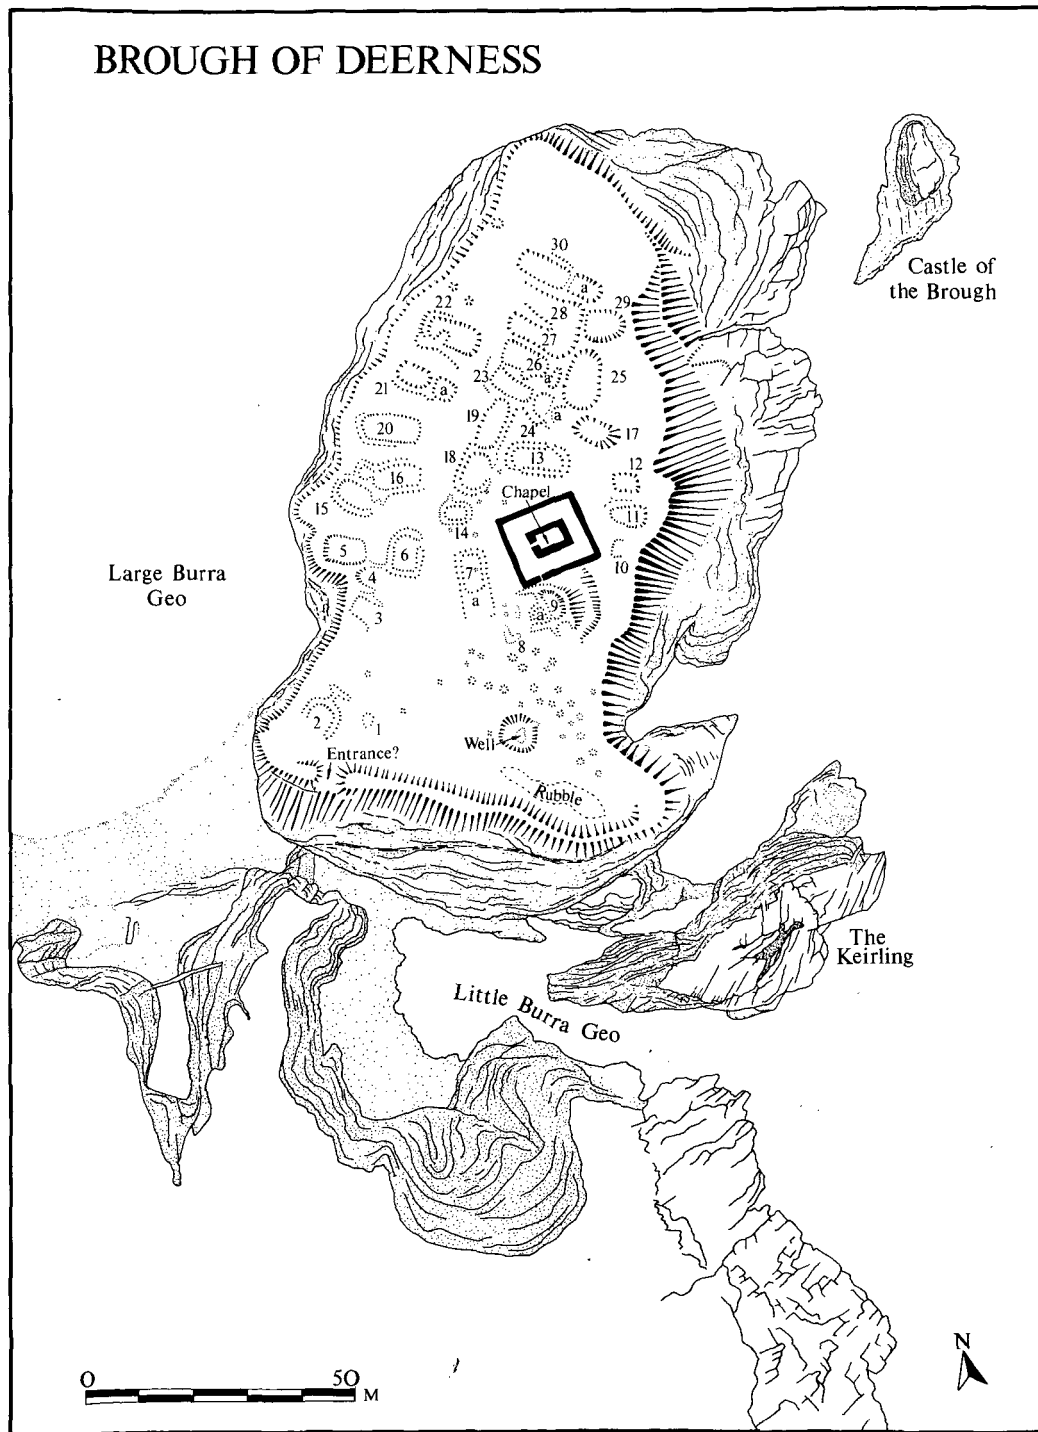 BROUGH OF DEERNESS
Castle of
the Brough
30
a
29
28
22
27
26
23
a
25
21
a
19
a
20
24
17
18
13
12
16
Chapel
15
11
14
5
6
10
Large Burra
Geo
4
7
3
a
9
a
8
2
1
Well
Entrance?
Rubble
The
Keirling
Little Burra Geo
N
0 50
M